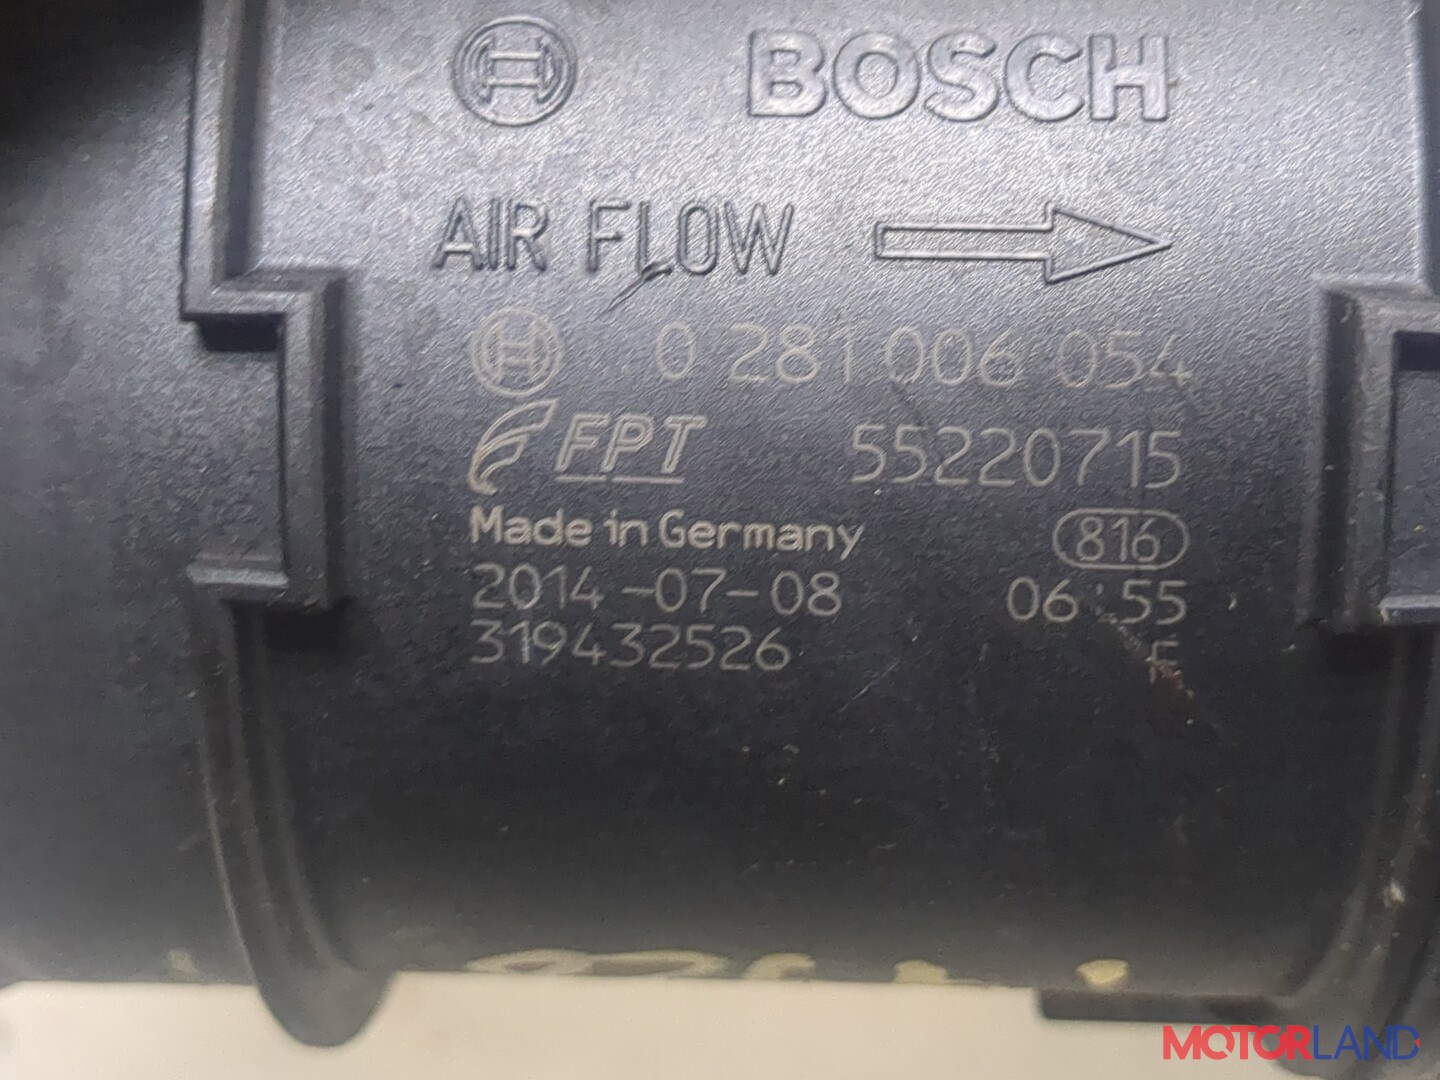 BOSCH
AIR FLOW
0 281 006 054
FPT 55220715
Made in Germany 816
2014-07-08 06:55
319432526 E
MOTORLAND